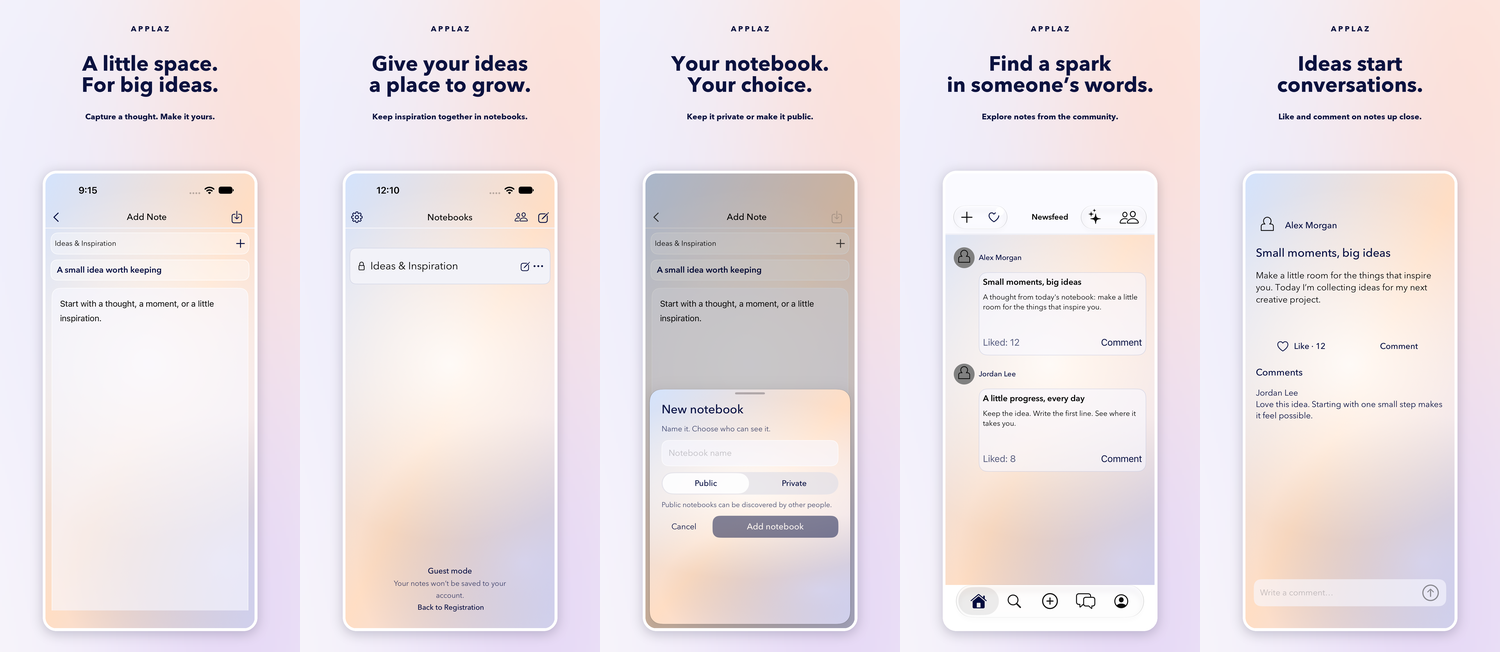 APPLAZ
A little space.
For big ideas.
Capture a thought. Make it yours.
9:15
Add Note
Ideas & Inspiration
A small idea worth keeping
Start with a thought, a moment, or a little
inspiration.
APPLAZ
Give your ideas
a place to grow.
Keep inspiration together in notebooks.
12:10
Notebooks
Ideas & Inspiration
Guest mode
Your notes won't be saved to your
account.
Back to Registration
APPLAZ
Your notebook.
Your choice.
Keep it private or make it public.
Add Note
Ideas & Inspiration
A small idea worth keeping
Start with a thought, a moment, or a little
inspiration.
New notebook
Name it. Choose who can see it.
Notebook name
Public
Private
Public notebooks can be discovered by other people.
Cancel
Add notebook
APPLAZ
Find a spark
in someone’s words.
Explore notes from the community.
Newsfeed
Alex Morgan
Small moments, big ideas
A thought from today's notebook: make a little
room for the things that inspire you.
Liked: 12
Comment
Jordan Lee
A little progress, every day
Keep the idea. Write the first line. See where it
takes you.
Liked: 8
Comment
APPLAZ
Ideas start
conversations.
Like and comment on notes up close.
Alex Morgan
Small moments, big ideas
Make a little room for the things that inspire
you. Today I'm collecting ideas for my next
creative project.
Like · 12
Comment
Comments
Jordan Lee
Love this idea. Starting with one small step makes
it feel possible.
Write a comment...